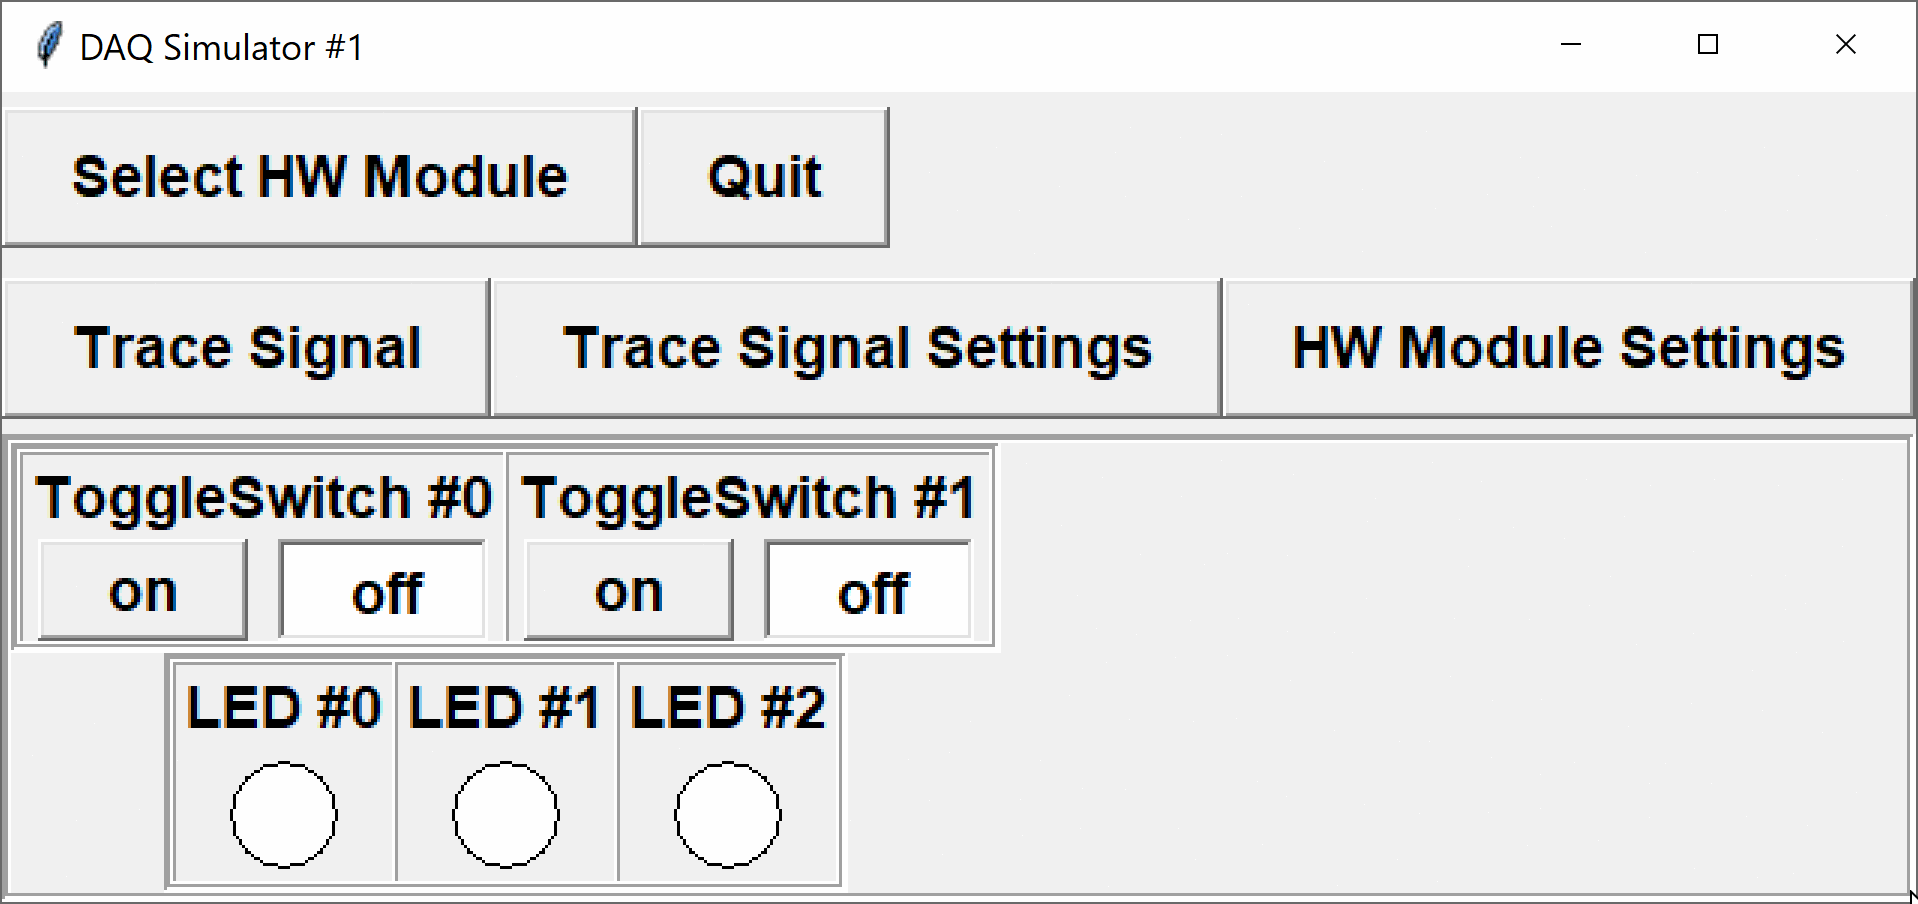 DAQ Simulator #1
Select HW Module Quit
Trace Signal Trace Signal Settings HW Module Settings
ToggleSwitch #0 ToggleSwitch #1
on off on off
LED #0 LED #1 LED #2